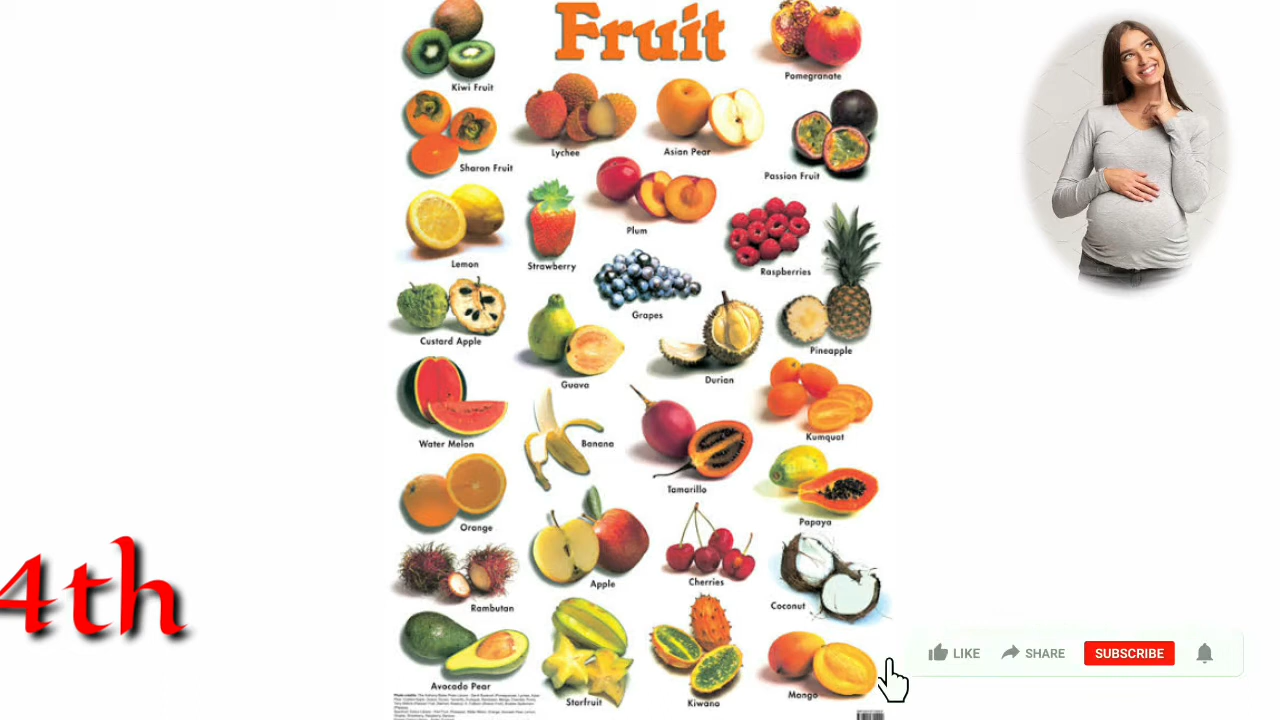 Fruit
Kiwi Fruit
Pomegranate
Lychee
Asian Pear
Sharon Fruit
Passion Fruit
Plum
Lemon
Strawberry
Raspberries
Grapes
Custard Apple
Pineapple
Guava
Durian
Water Melon
Banana
Kumquat
Tamarillo
Orange
Papaya
Apple
Cherries
Rambutan
Coconut
Avocado Pear
Starfruit
Kiwano
Mango
4th
LIKE
SHARE
SUBSCRIBE